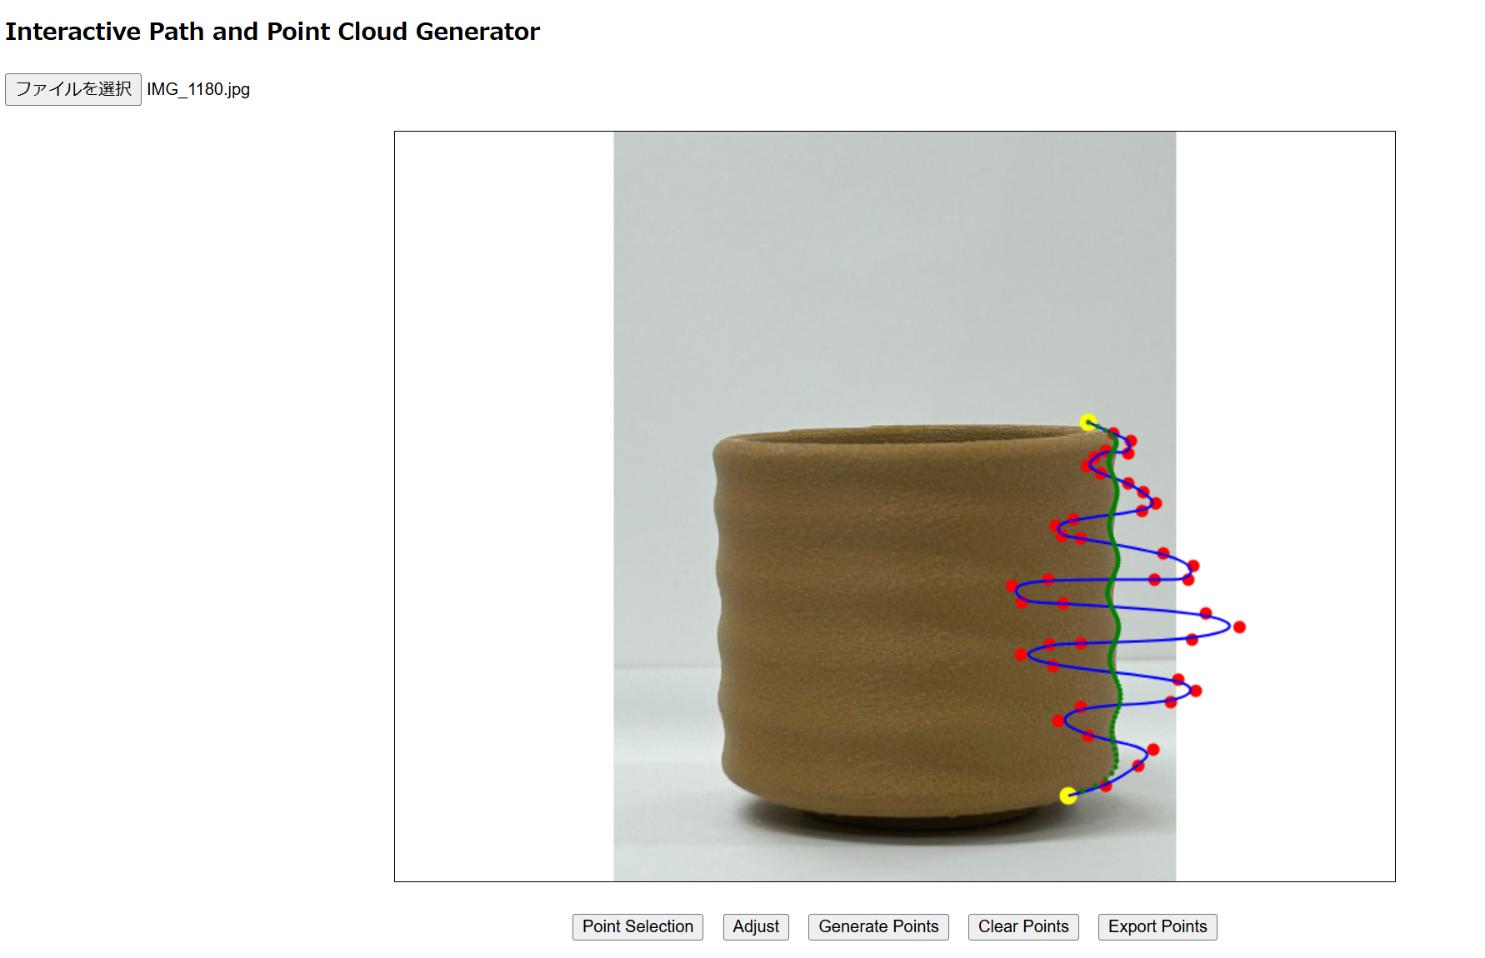 Interactive Path and Point Cloud Generator
ファイルを選択 IMG_1180.jpg
Point Selection Adjust Generate Points Clear Points Export Points